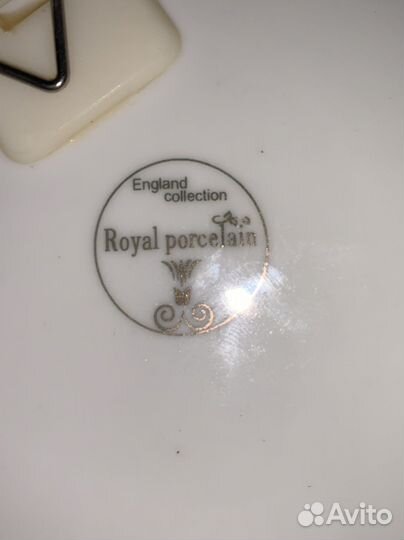 England
collection
Royal porcelain
Avito